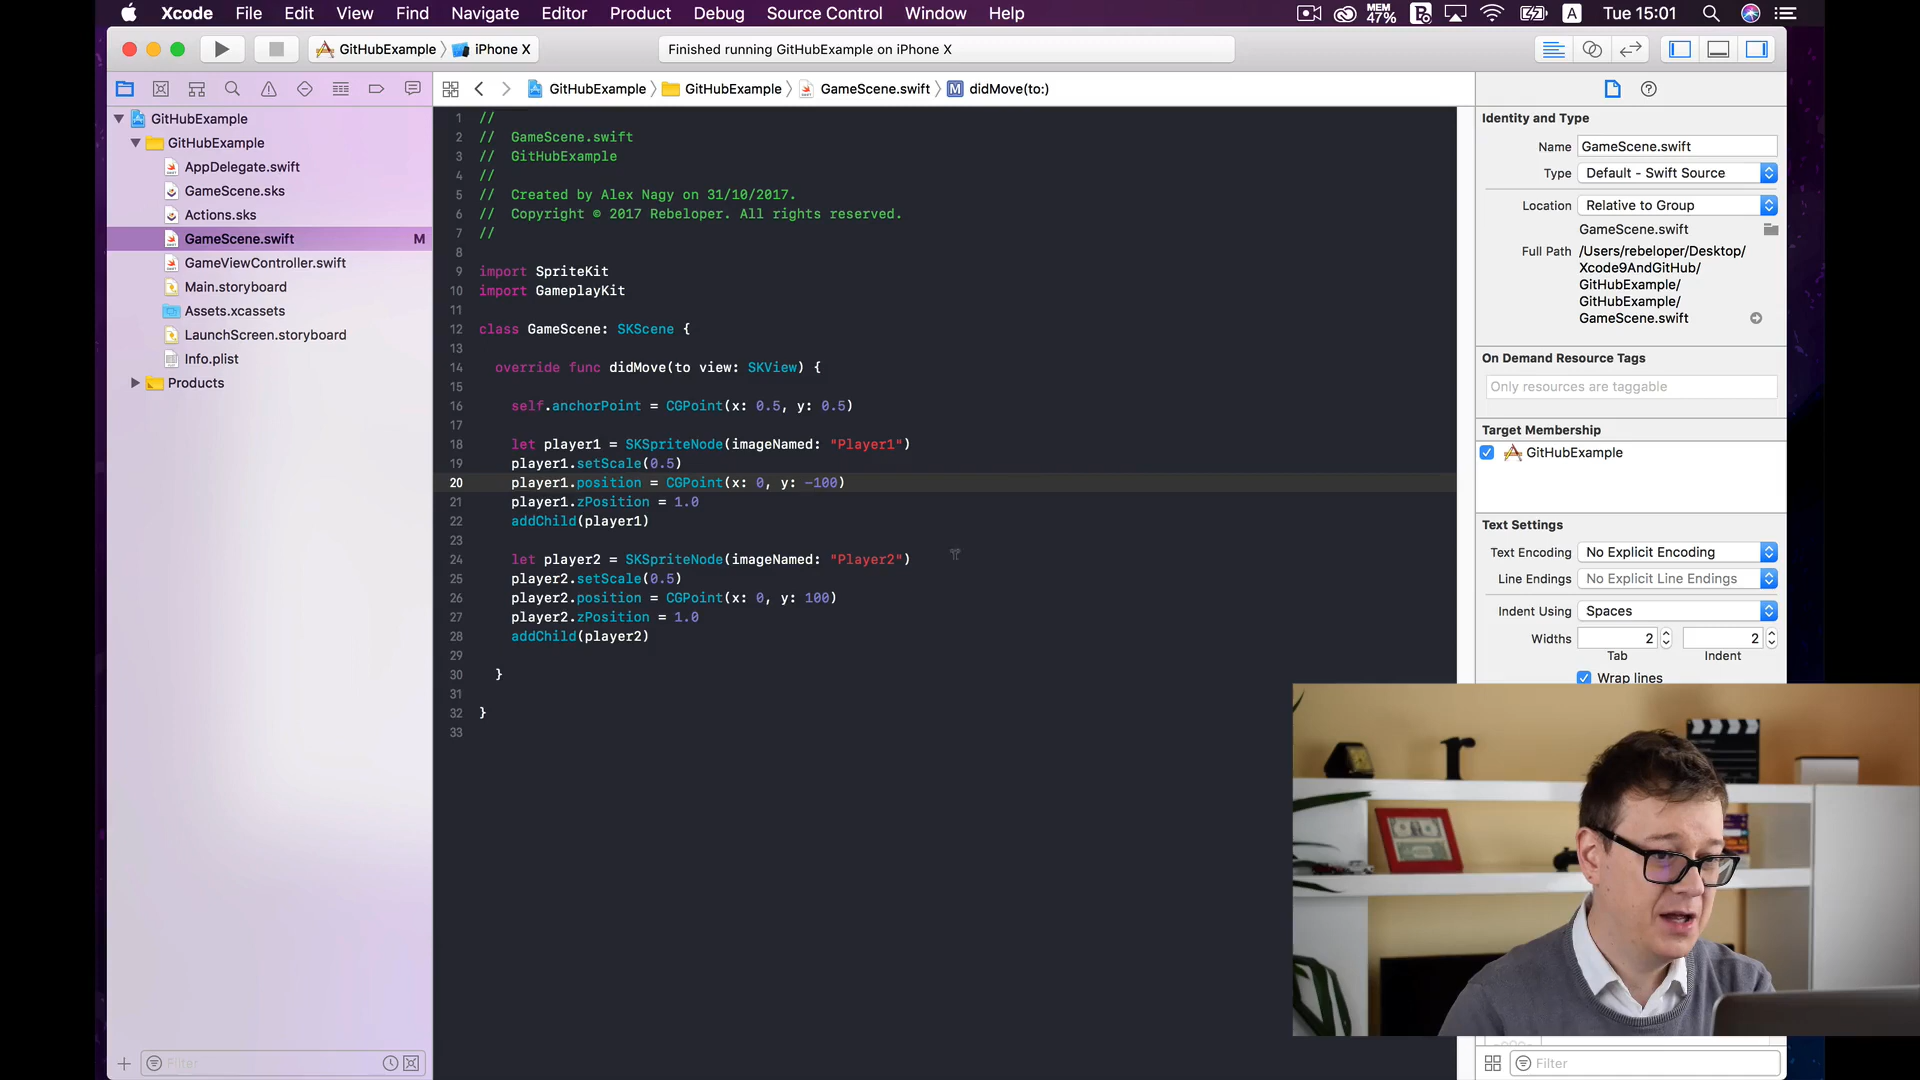 Xcode File Edit View Find Navigate Editor Product Debug Source Control Window Help MEM 47% A Tue 15:01
GitHubExample iPhone X Finished running GitHubExample on iPhone X
GitHubExample GitHubExample GameScene.swift M didMove(to:)
GitHubExample
GitHubExample
AppDelegate.swift
GameScene.sks
Actions.sks
GameScene.swift M
GameViewController.swift
Main.storyboard
Assets.xcassets
LaunchScreen.storyboard
Info.plist
Products
Filter
1 //
2 // GameScene.swift
3 // GitHubExample
4 //
5 // Created by Alex Nagy on 31/10/2017.
6 // Copyright © 2017 Rebeloper. All rights reserved.
7 //
8
9 import SpriteKit
10 import GameplayKit
11
12 class GameScene: SKScene {
13
14 override func didMove(to view: SKView) {
15
16 self.anchorPoint = CGPoint(x: 0.5, y: 0.5)
17
18 let player1 = SKSpriteNode(imageNamed: "Player1")
19 player1.setScale(0.5)
20 player1.position = CGPoint(x: 0, y: -100)
21 player1.zPosition = 1.0
22 addChild(player1)
23
24 let player2 = SKSpriteNode(imageNamed: "Player2")
25 player2.setScale(0.5)
26 player2.position = CGPoint(x: 0, y: 100)
27 player2.zPosition = 1.0
28 addChild(player2)
29
30 }
31
32 }
33
Identity and Type
Name GameScene.swift
Type Default - Swift Source
Location Relative to Group
GameScene.swift
Full Path /Users/rebeloper/Desktop/
Xcode9AndGitHub/
GitHubExample/
GitHubExample/
GameScene.swift
On Demand Resource Tags
Only resources are taggable
Target Membership
GitHubExample
Text Settings
Text Encoding No Explicit Encoding
Line Endings No Explicit Line Endings
Indent Using Spaces
Widths 2 2
Tab Indent
Wrap lines
Filter